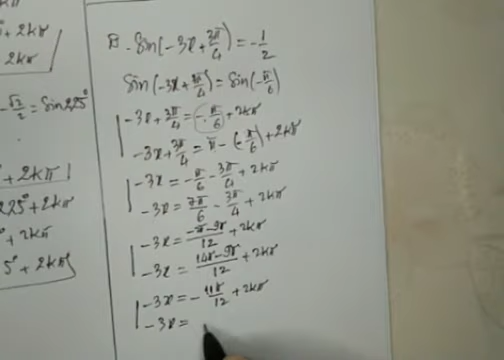 2kπ
B. Sin(-3x + 3π/4) = -1/2
Sin(-3x + 3π/4) = Sin(-π/6)
-3x + 3π/4 = -π/6 + 2kπ
-3x + 3π/4 = π - (-π/6) + 2kπ
-3x = -π/6 - 3π/4 + 2kπ
-3x = 7π/6 - 3π/4 + 2kπ
-3x = -2π-9π/12 + 2kπ
-3x = 14π-9π/12 + 2kπ
-3x = -11π/12 + 2kπ
-3x =
-√2/2 = Sin225°
+ 2kπ
225° + 2kπ
+ 2kπ
5° + 2kπ